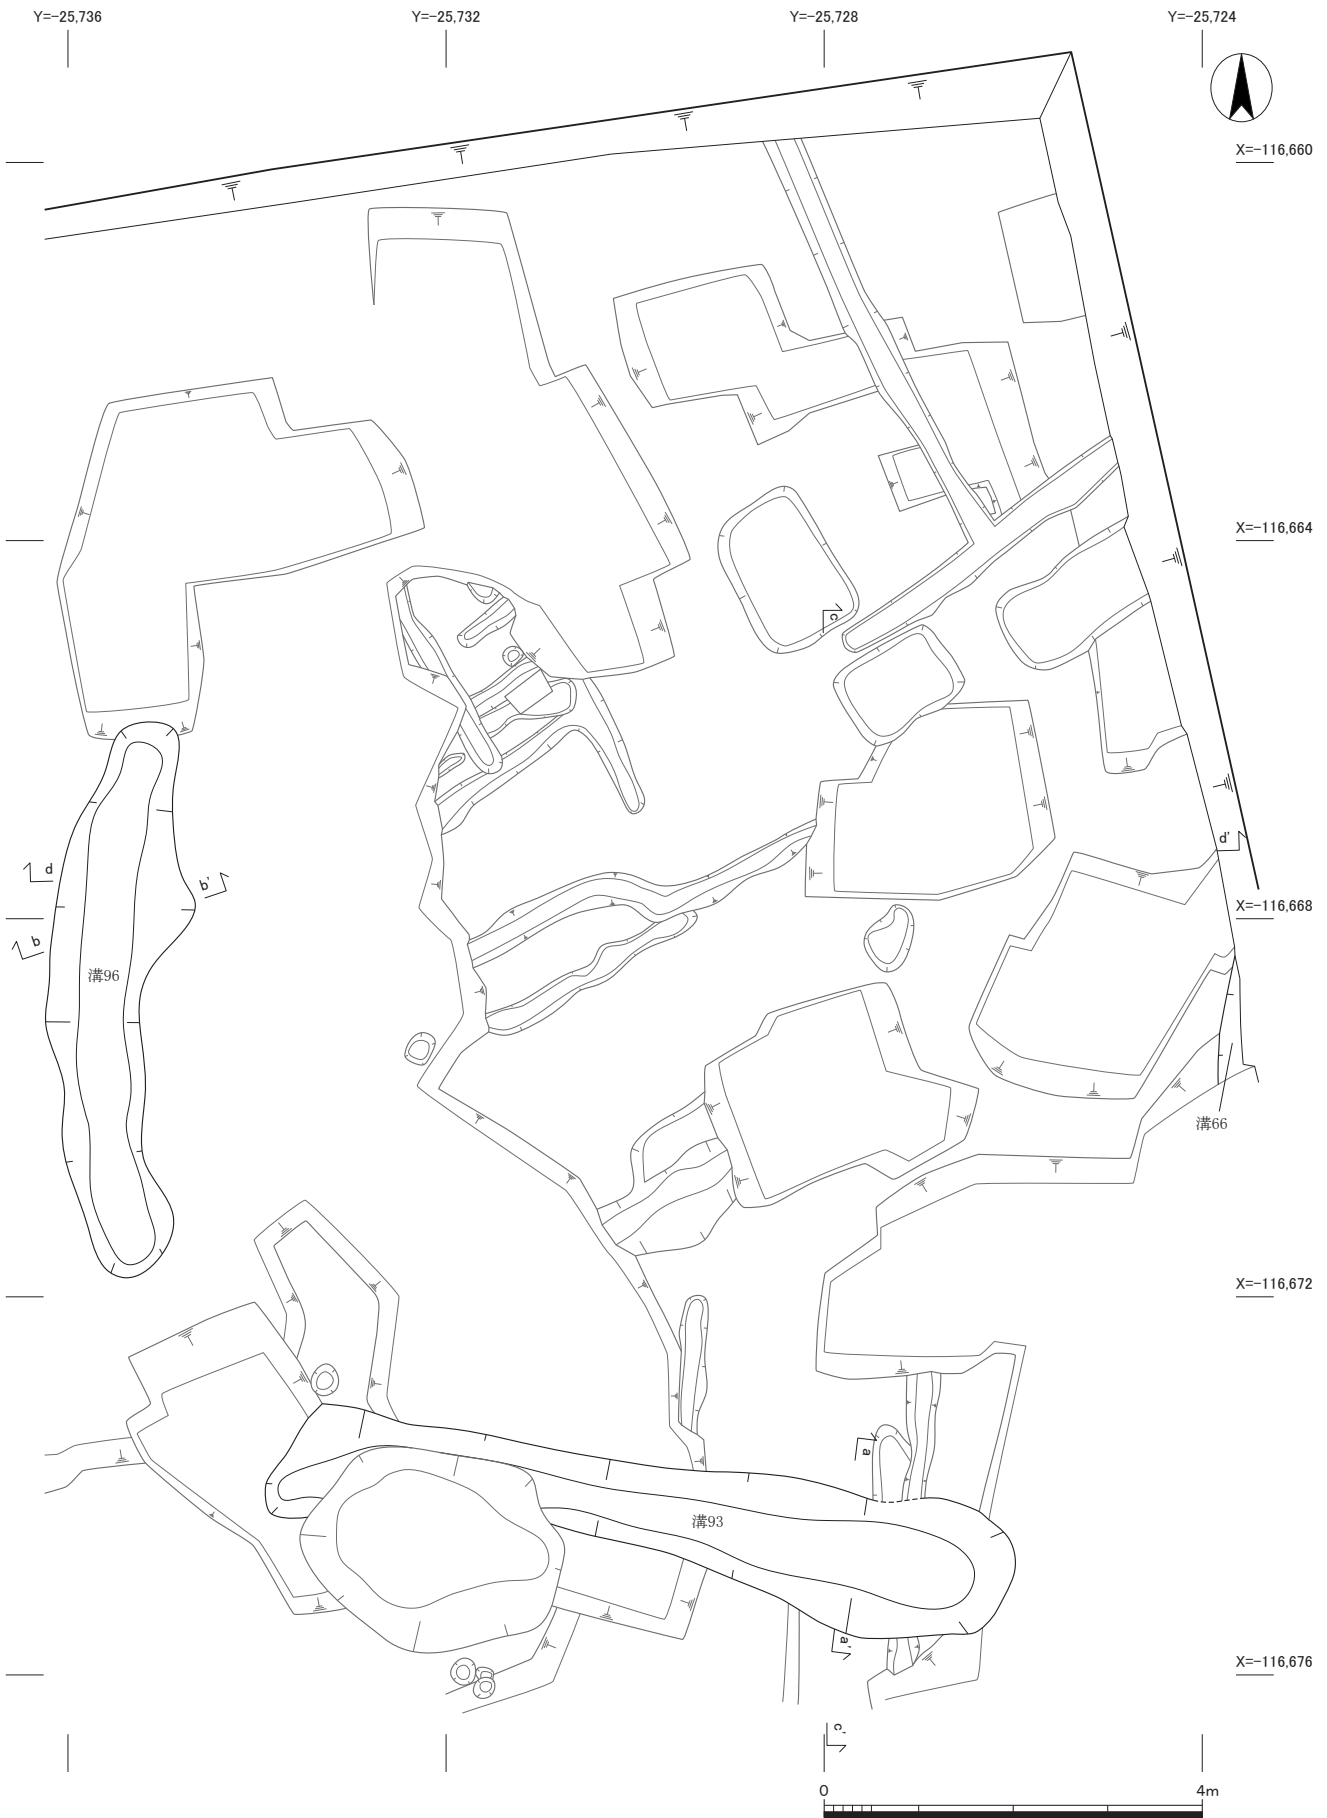 Y=-25,736
Y=-25,732
Y=-25,728
Y=-25,724
X=-116,660
X=-116,664
c
d'
d
b'
X=-116,668
b
溝96
溝66
X=-116,672
a
溝93
a'
X=-116,676
c'
0
4m